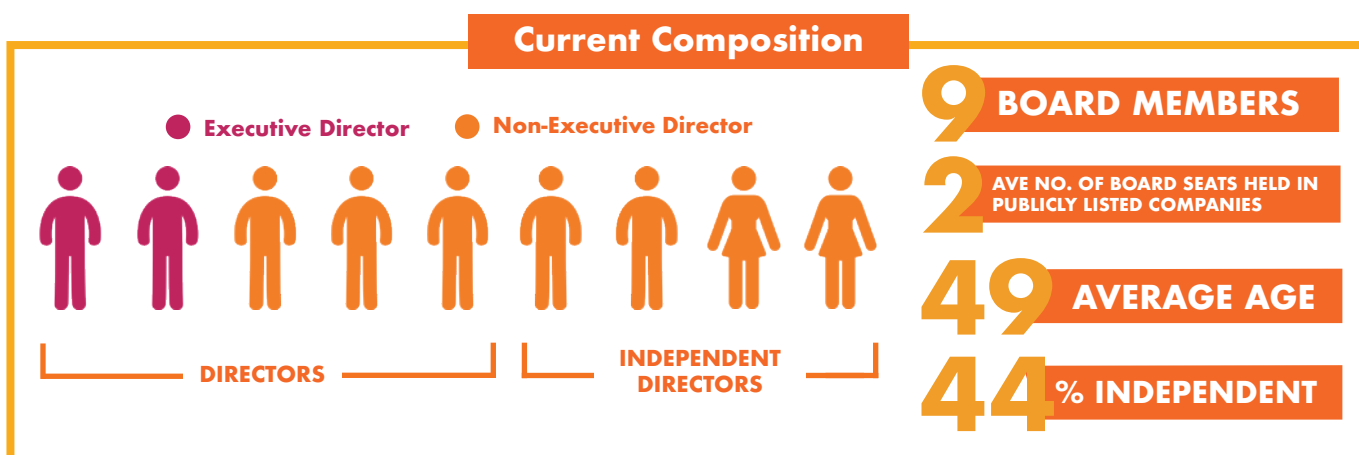 Current Composition
Executive Director
Non-Executive Director
DIRECTORS
INDEPENDENT
DIRECTORS
9 BOARD MEMBERS
2 AVE NO. OF BOARD SEATS HELD IN
PUBLICLY LISTED COMPANIES
49 AVERAGE AGE
44 % INDEPENDENT